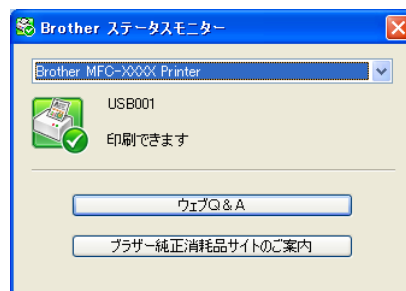 Brother ステータスモニター
Brother MFC-XXXX Printer
USB001
印刷できます
ウェブQ&A
ブラザー純正消耗品サイトのご案内